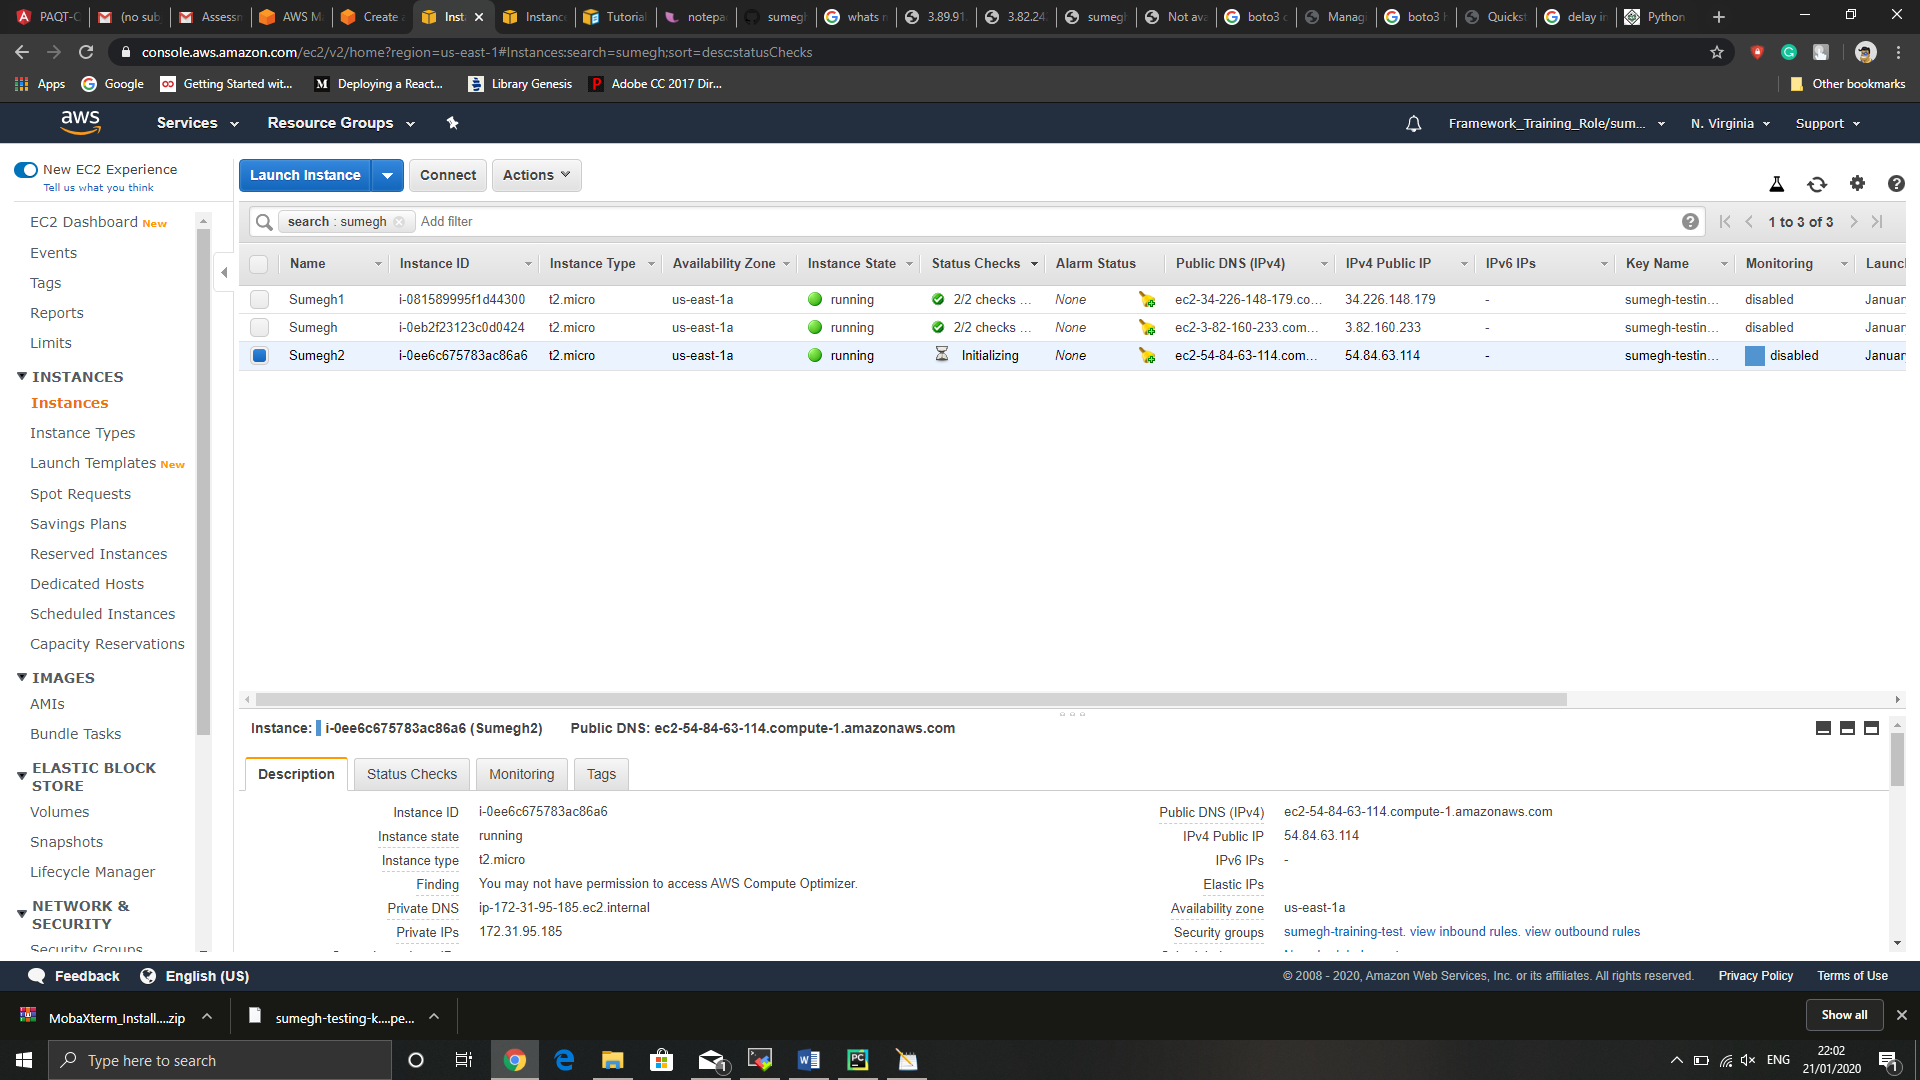 PAQT-C
(no sub
Assessm
AWS M
Create a
Inst
Instance
Tutorial
notepa
sumegh
whats n
3.89.91.
3.82.24
sumegh
Not ava
boto3 c
Manag
boto3 h
Quickst
delay in
Python
console.aws.amazon.com/ec2/v2/home?region=us-east-1#Instances:search=sumegh;sort=desc:statusChecks
Apps
Google
Getting Started wit...
Deploying a React...
Library Genesis
Adobe CC 2017 Dir...
Other bookmarks
aws
Services
Resource Groups
Framework_Training_Role/sum...
N. Virginia
Support
New EC2 Experience
Tell us what you think
Launch Instance
Connect
Actions
search : sumegh
Add filter
1 to 3 of 3
Name Instance ID Instance Type Availability Zone Instance State Status Checks Alarm Status Public DNS (IPv4) IPv4 Public IP IPv6 IPs Key Name Monitoring Launc
Sumegh1 i-081589995f1d44300 t2.micro us-east-1a running 2/2 checks ... None ec2-34-226-148-179.co... 34.226.148.179 - sumegh-testin... disabled Januar
Sumegh i-0eb2f23123c0d0424 t2.micro us-east-1a running 2/2 checks ... None ec2-3-82-160-233.com... 3.82.160.233 - sumegh-testin... disabled Januar
Sumegh2 i-0ee6c675783ac86a6 t2.micro us-east-1a running Initializing None ec2-54-84-63-114.com... 54.84.63.114 - sumegh-testin... disabled Januar
EC2 Dashboard New
Events
Tags
Reports
Limits
INSTANCES
Instances
Instance Types
Launch Templates New
Spot Requests
Savings Plans
Reserved Instances
Dedicated Hosts
Scheduled Instances
Capacity Reservations
IMAGES
AMIs
Bundle Tasks
ELASTIC BLOCK
STORE
Volumes
Snapshots
Lifecycle Manager
NETWORK &
SECURITY
Security Groups
Instance: i-0ee6c675783ac86a6 (Sumegh2) Public DNS: ec2-54-84-63-114.compute-1.amazonaws.com
Description
Status Checks
Monitoring
Tags
Instance ID i-0ee6c675783ac86a6
Instance state running
Instance type t2.micro
Finding You may not have permission to access AWS Compute Optimizer.
Private DNS ip-172-31-95-185.ec2.internal
Private IPs 172.31.95.185
Public DNS (IPv4) ec2-54-84-63-114.compute-1.amazonaws.com
IPv4 Public IP 54.84.63.114
IPv6 IPs -
Elastic IPs
Availability zone us-east-1a
Security groups sumegh-training-test. view inbound rules. view outbound rules
Feedback
English (US)
© 2008 - 2020, Amazon Web Services, Inc. or its affiliates. All rights reserved.
Privacy Policy
Terms of Use
MobaXterm_Install....zip
sumegh-testing-k....pe...
Show all
Type here to search
1
ENG
22:02
21/01/2020
1